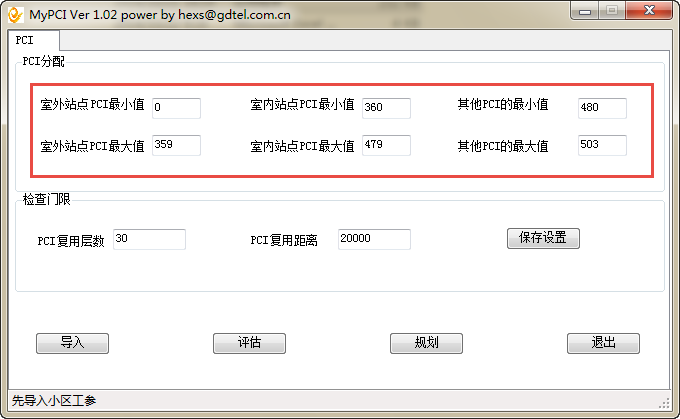 MyPCI Ver 1.02 power by hexs@gdtel.com.cn
PCI
PCI分配
室外站点PCI最小值 0 室内站点PCI最小值 360 其他PCI的最小值 480
室外站点PCI最大值 359 室内站点PCI最大值 479 其他PCI的最大值 503
检查门限
PCI复用层数 30 PCI复用距离 20000 保存设置
导入 评估 规划 退出
先导入小区工参